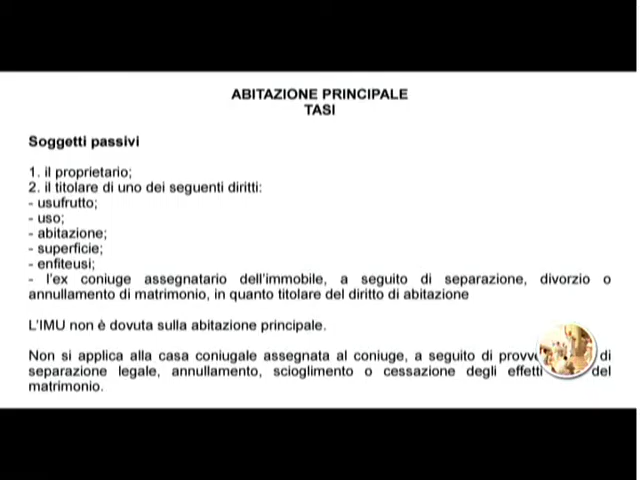 ABITAZIONE PRINCIPALE
TASI
Soggetti passivi
1. il proprietario;
2. il titolare di uno dei seguenti diritti:
- usufrutto;
- uso;
- abitazione;
- superficie;
- enfiteusi;
- l'ex coniuge assegnatario dell'immobile, a seguito di separazione, divorzio o
annullamento di matrimonio, in quanto titolare del diritto di abitazione
L'IMU non è dovuta sulla abitazione principale.
Non si applica alla casa coniugale assegnata al coniuge, a seguito di di
separazione legale, annullamento, scioglimento o cessazione degli effetti del
matrimonio.